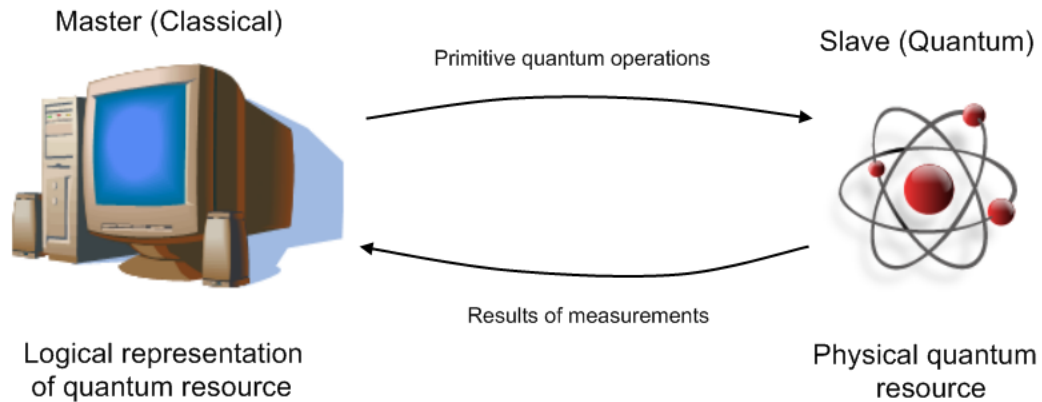 Master (Classical)
Primitive quantum operations
Slave (Quantum)
Results of measurements
Logical representation
of quantum resource
Physical quantum
resource